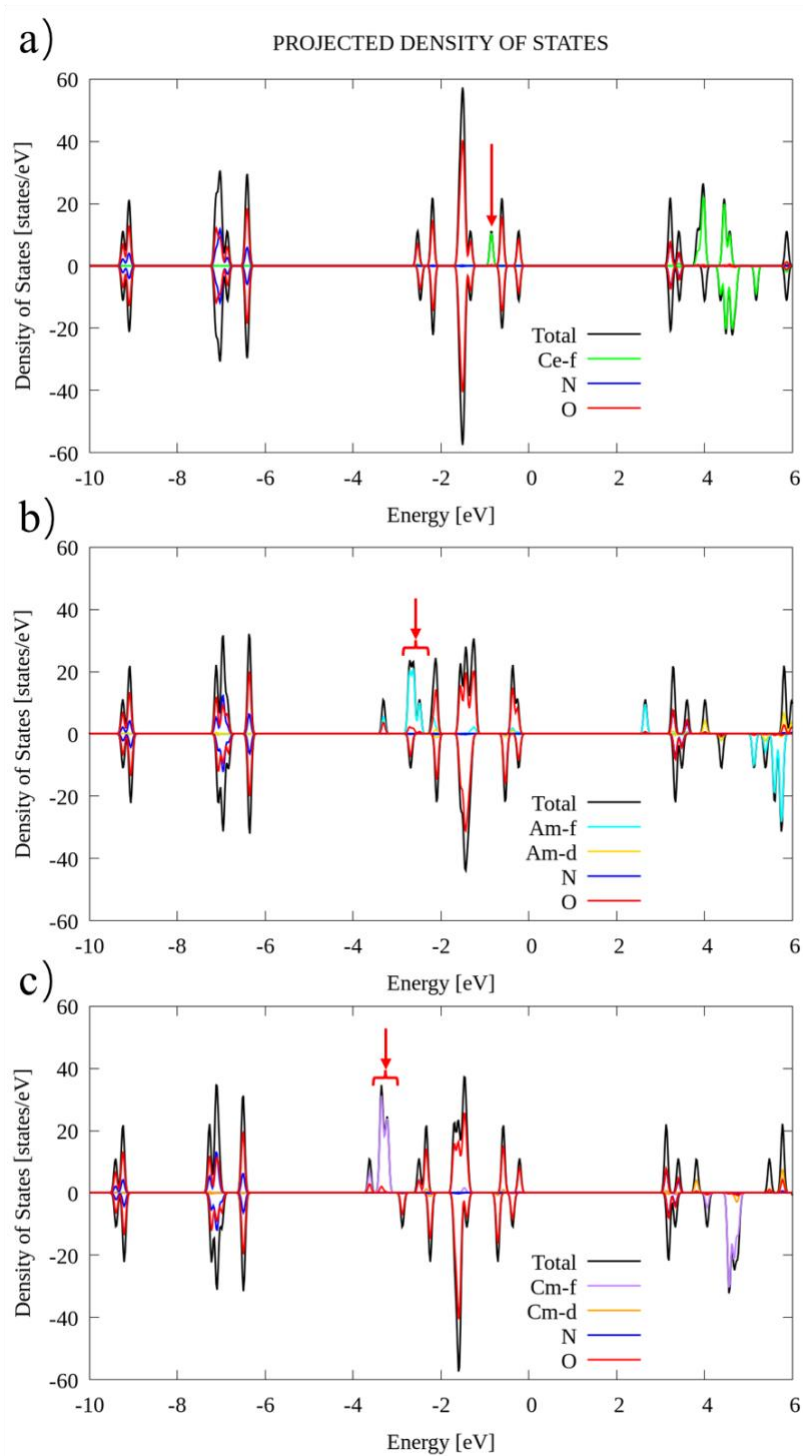 a)
PROJECTED DENSITY OF STATES
Density of States [states/eV]
60
40
20
0
-20
-40
-60
Total
Ce-f
N
O
-10 -8 -6 -4 -2 0 2 4 6
Energy [eV]
b)
Density of States [states/eV]
60
40
20
0
-20
-40
-60
Total
Am-f
Am-d
N
O
-10 -8 -6 -4 -2 0 2 4 6
Energy [eV]
c)
Density of States [states/eV]
60
40
20
0
-20
-40
-60
Total
Cm-f
Cm-d
N
O
-10 -8 -6 -4 -2 0 2 4 6
Energy [eV]